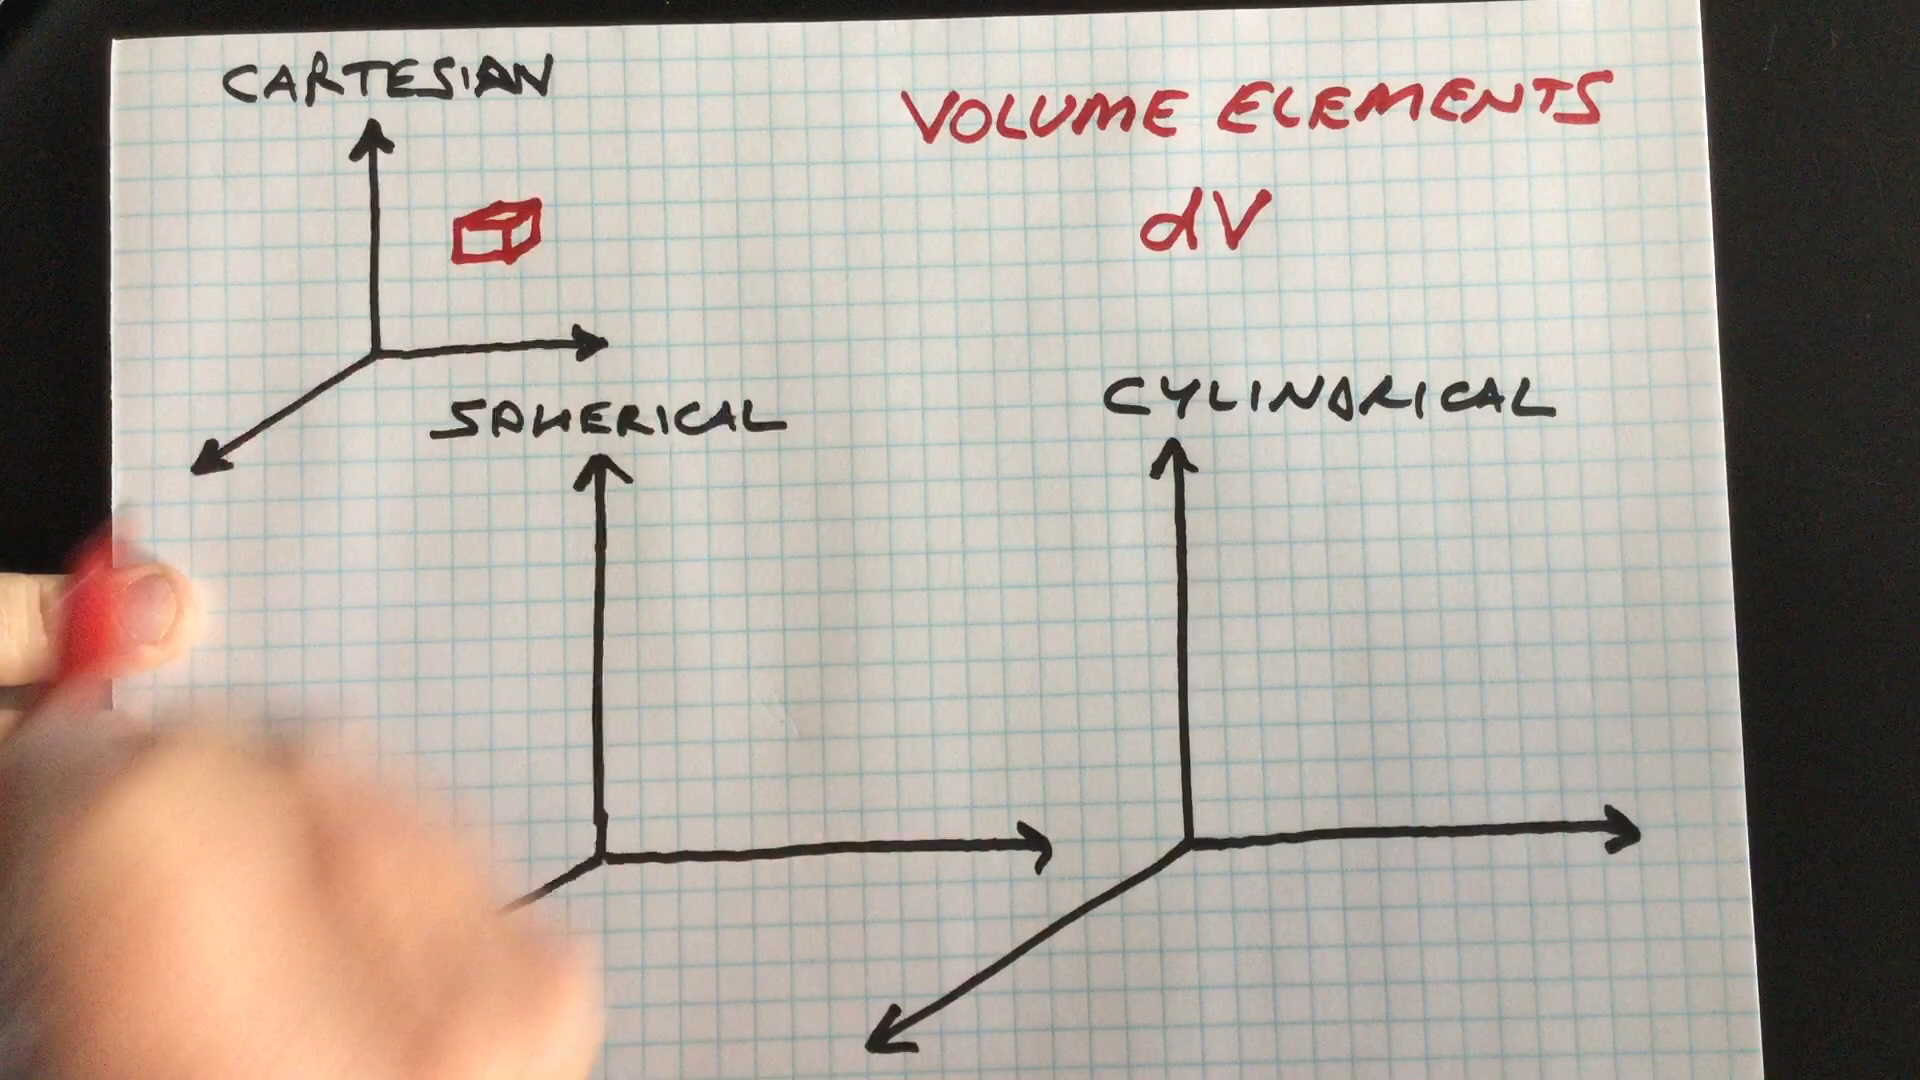 CARTESIAN
VOLUME ELEMENTS
dV
SPHERICAL
CYLINDRICAL